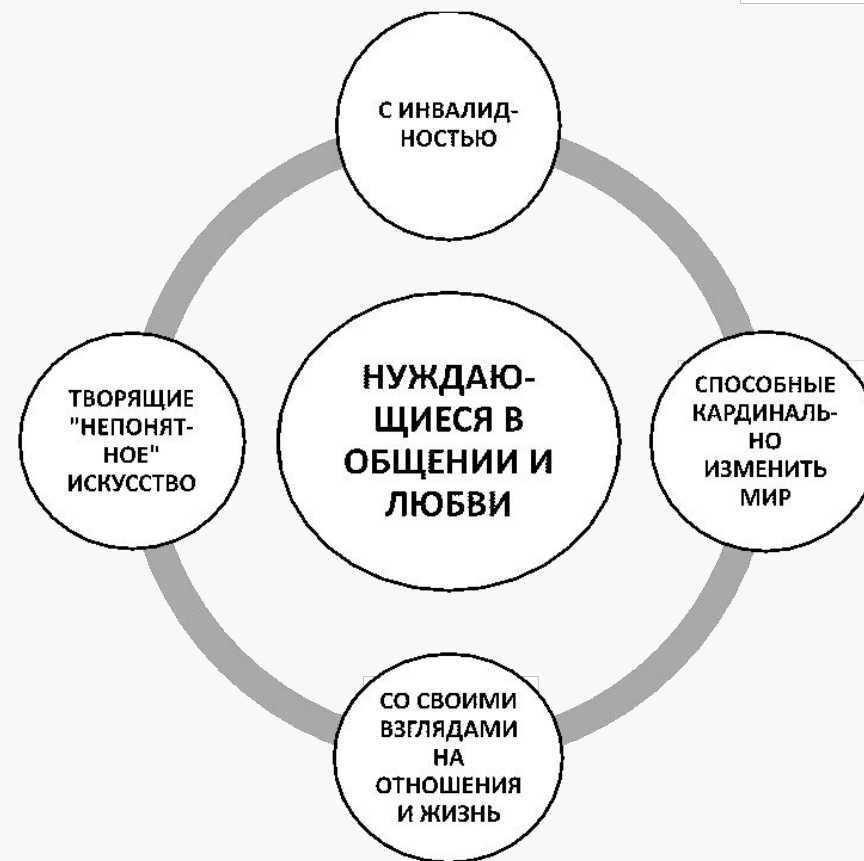 С ИНВАЛИД-
НОСТЬЮ
ТВОРЯЩИЕ
"НЕПОНЯТ-
НОЕ"
ИСКУССТВО
НУЖДАЮ-
ЩИЕСЯ В
ОБЩЕНИИ И
ЛЮБВИ
СПОСОБНЫЕ
КАРДИНАЛЬ-
НО
ИЗМЕНИТЬ
МИР
СО СВОИМИ
ВЗГЛЯДАМИ
НА
ОТНОШЕНИЯ
И ЖИЗНЬ